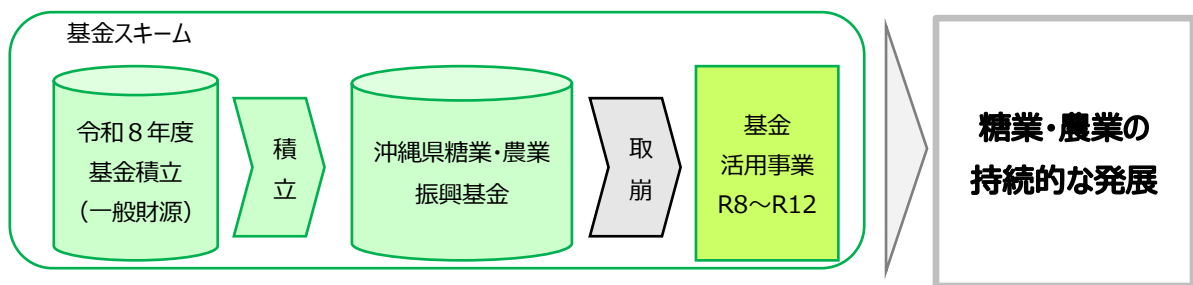 基金スキーム
令和８年度
基金積立
(一般財源)
積
立
沖縄県糖業・農業
振興基金
取
崩
基金
活用事業
R8～R12
糖業・農業の
持続的な発展